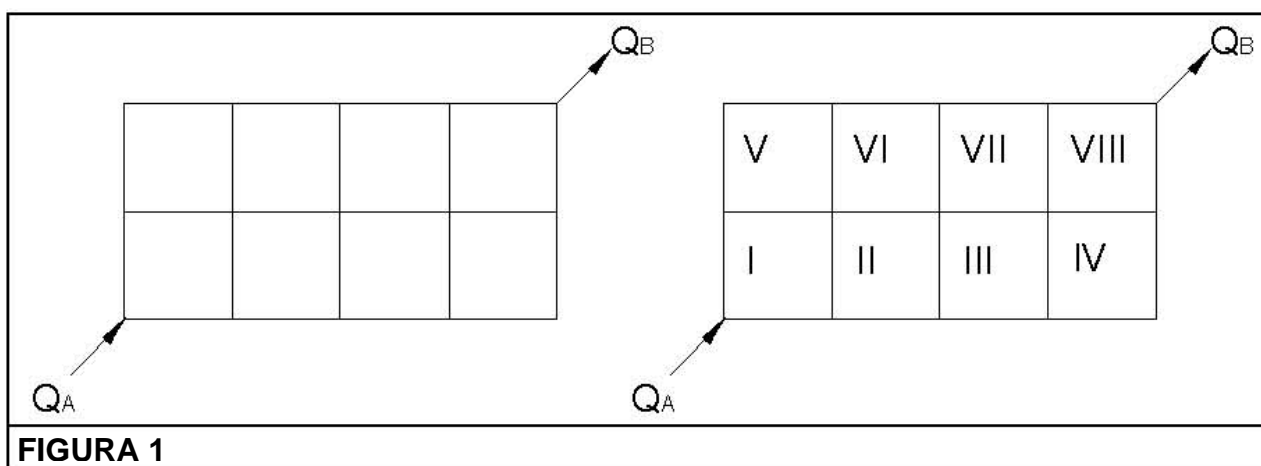 QB QB
V VI VII VIII
I II III IV
QA QA
FIGURA 1